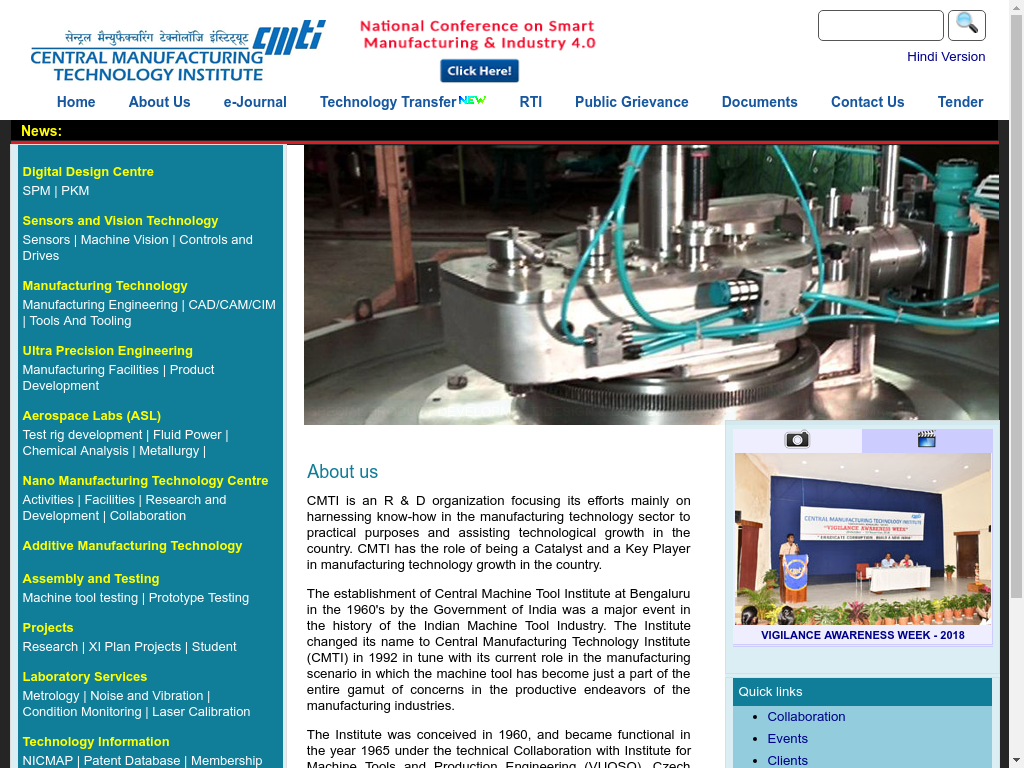 सेन्ट्रल मैन्युफैक्चरिंग टेक्नोलॉजि इंस्टिट्यूट cmti
CENTRAL MANUFACTURING
TECHNOLOGY INSTITUTE
National Conference on Smart
Manufacturing & Industry 4.0
Click Here!
Hindi Version
Home About Us e-Journal Technology Transfer NEW RTI Public Grievance Documents Contact Us Tender
News:
Digital Design Centre
SPM | PKM
Sensors and Vision Technology
Sensors | Machine Vision | Controls and
Drives
Manufacturing Technology
Manufacturing Engineering | CAD/CAM/CIM
| Tools And Tooling
Ultra Precision Engineering
Manufacturing Facilities | Product
Development
Aerospace Labs (ASL)
Test rig development | Fluid Power |
Chemical Analysis | Metallurgy |
Nano Manufacturing Technology Centre
Activities | Facilities | Research and
Development | Collaboration
Additive Manufacturing Technology
Assembly and Testing
Machine tool testing | Prototype Testing
Projects
Research | XI Plan Projects | Student
Laboratory Services
Metrology | Noise and Vibration |
Condition Monitoring | Laser Calibration
Technology Information
NICMAP | Patent Database | Membership
About us
CMTI is an R & D organization focusing its efforts mainly on
harnessing know-how in the manufacturing technology sector to
practical purposes and assisting technological growth in the
country. CMTI has the role of being a Catalyst and a Key Player
in manufacturing technology growth in the country.
The establishment of Central Machine Tool Institute at Bengaluru
in the 1960's by the Government of India was a major event in
the history of the Indian Machine Tool Industry. The Institute
changed its name to Central Manufacturing Technology Institute
(CMTI) in 1992 in tune with its current role in the manufacturing
scenario in which the machine tool has become just a part of the
entire gamut of concerns in the productive endeavors of the
manufacturing industries.
The Institute was conceived in 1960, and became functional in
the year 1965 under the technical Collaboration with Institute for
Machine Tools and Production Engineering (VUOSO), Czech
cmti
CENTRAL MANUFACTURING TECHNOLOGY INSTITUTE
"VIGILANCE AWARENESS WEEK"
"ERADICATE CORRUPTION - BUILD A NEW INDIA"
VIGILANCE AWARENESS WEEK - 2018
Quick links
Collaboration
Events
Clients